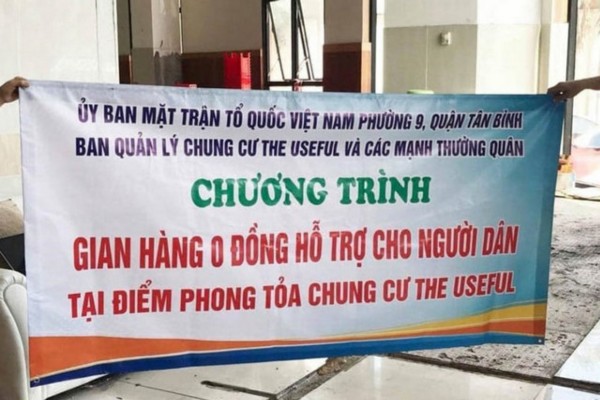 ỦY BAN MẶT TRẬN TỔ QUỐC VIỆT NAM PHƯỜNG 9, QUẬN TÂN BÌNH
BAN QUẢN LÝ CHUNG CƯ THE USEFUL VÀ CÁC MẠNH THƯỜNG QUÂN
CHƯƠNG TRÌNH
GIAN HÀNG 0 ĐỒNG HỖ TRỢ CHO NGƯỜI DÂN
TẠI ĐIỂM PHONG TỎA CHUNG CƯ THE USEFUL